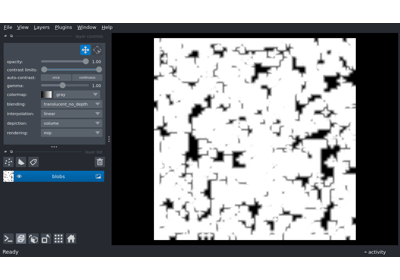 File View Layers Plugins Window Help
opacity: 1.00
contrast limits:
auto-contrast: once continuous
gamma: 1.00
colormap: gray
blending: translucent_no_depth
interpolation: linear
depiction: volume
rendering: mip
blobs
Ready activity